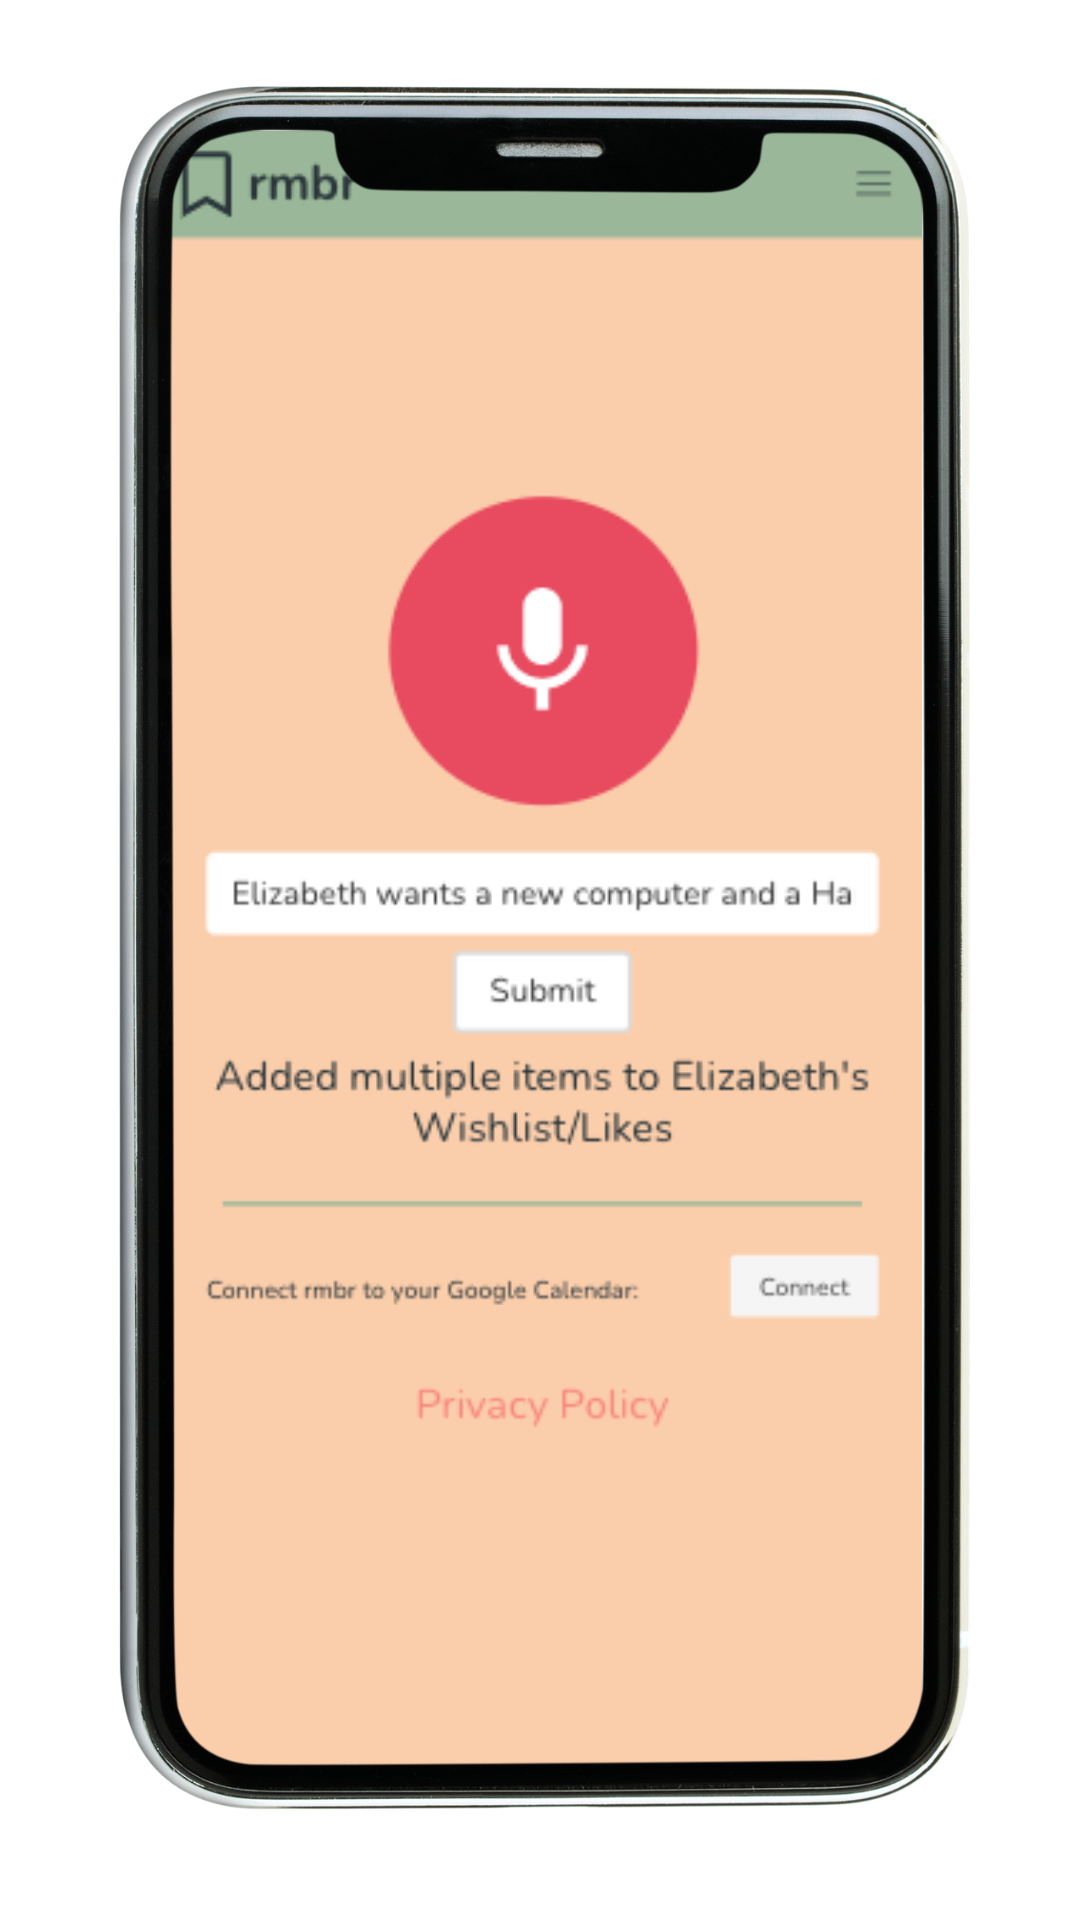 rmbr
Elizabeth wants a new computer and a Ha
Submit
Added multiple items to Elizabeth's
Wishlist/Likes
Connect rmbr to your Google Calendar:
Connect
Privacy Policy